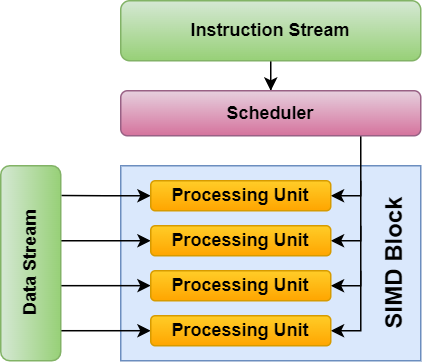 Instruction Stream
Scheduler
Data Stream
Processing Unit
Processing Unit
Processing Unit
Processing Unit
SIMD Block